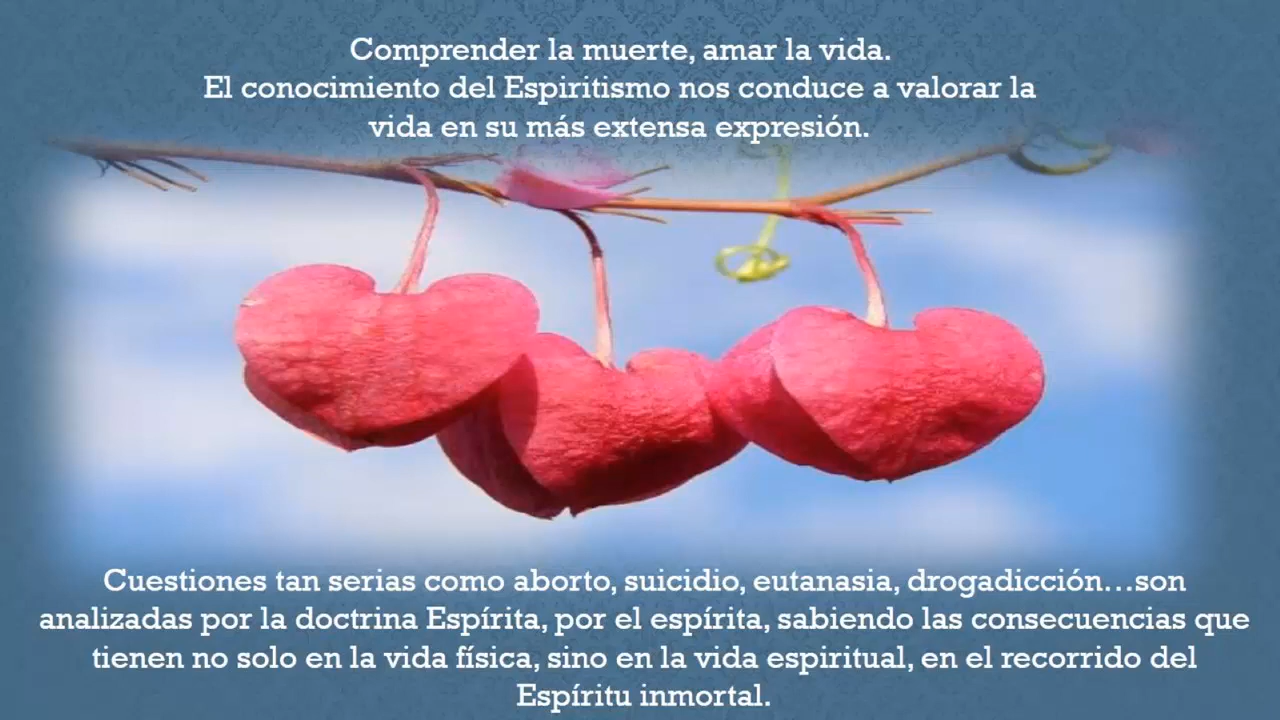 Comprender la muerte, amar la vida.
El conocimiento del Espiritismo nos conduce a valorar la
vida en su más extensa expresión.
Cuestiones tan serias como aborto, suicidio, eutanasia, drogadicción...son
analizadas por la doctrina Espírita, por el espírita, sabiendo las consecuencias que
tienen no solo en la vida física, sino en la vida espiritual, en el recorrido del
Espíritu inmortal.